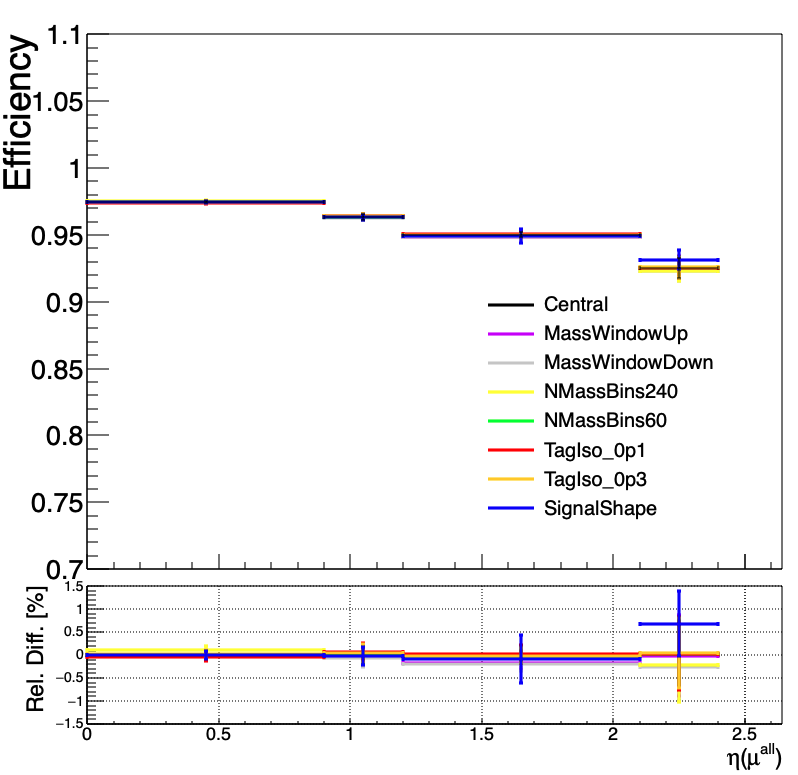 Efficiency
1.1
1.05
1
0.95
0.9
0.85
0.8
0.75
0.7
Central
MassWindowUp
MassWindowDown
NMassBins240
NMassBins60
TagIso_0p1
TagIso_0p3
SignalShape
Rel. Diff. [%]
1.5
1
0.5
0
−0.5
−1
−1.5
0 0.5 1 1.5 2 2.5
η(μ^all)